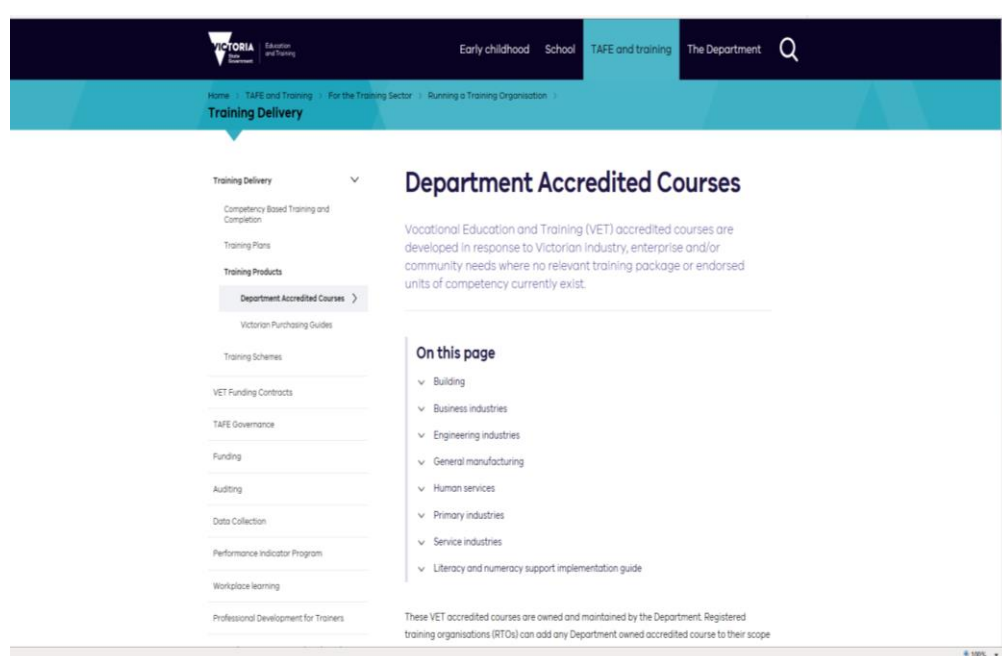 VICTORIA
State
Government
Education
and Training
Early childhood School TAFE and training The Department
Home TAFE and Training For the Training Sector Running a Training Organisation
Training Delivery
Training Delivery
Competency Based Training and
Completion
Training Plans
Training Products
Department Accredited Courses
Victorian Purchasing Guides
Training Schemes
VET Funding Contracts
TAFE Governance
Funding
Auditing
Data Collection
Performance Indicator Program
Workplace learning
Professional Development for Trainers
Department Accredited Courses
Vocational Education and Training (VET) accredited courses are
developed in response to Victorian industry, enterprise and/or
community needs where no relevant training package or endorsed
units of competency currently exist.
On this page
Building
Business industries
Engineering industries
General manufacturing
Human services
Primary industries
Service industries
Literacy and numeracy support implementation guide
These VET accredited courses are owned and maintained by the Department. Registered
training organisations (RTOs) can add any Department owned accredited course to their scope
100%